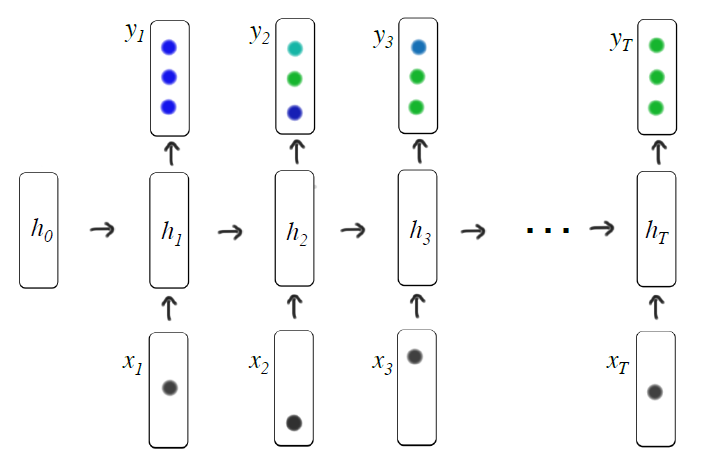 y1 y2 y3 yT
h0 h1 h2 h3 ... hT
x1 x2 x3 xT